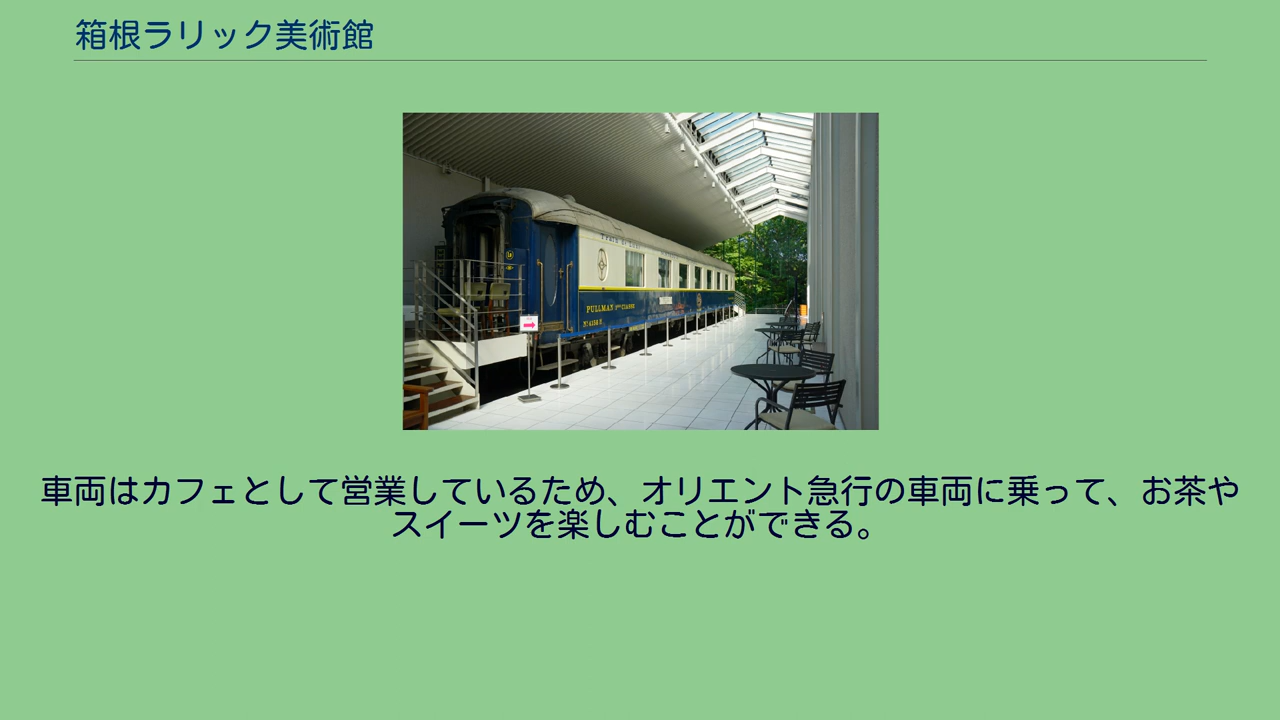 箱根ラリック美術館
PULLMAN
車両はカフェとして営業しているため、オリエント急行の車両に乗って、お茶や
スイーツを楽しむことができる。